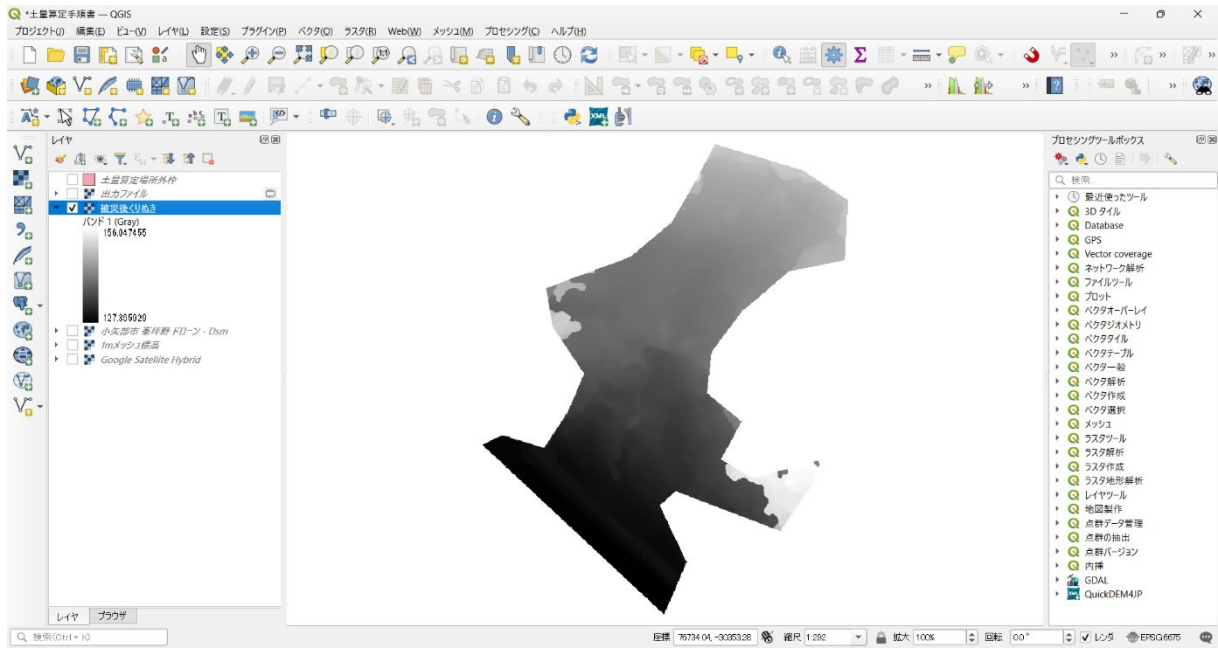 *土量算定手順書 — QGIS
プロジェクト(J) 編集(E) ビュー(V) レイヤ(L) 設定(S) プラグイン(P) ベクタ(O) ラスタ(R) Web(W) メッシュ(M) プロセシング(C) ヘルプ(H)
レイヤ
土量算定場所外枠
出力ファイル
被災後くりぬき
バンド 1 (Gray)
156.047455
127.865929
小矢部市 峯坪野 ドローン - Dsm
1mメッシュ標高
Google Satellite Hybrid
レイヤ ブラウザ
プロセシングツールボックス
検索...
最近使ったツール
3D タイル
Database
GPS
Vector coverage
ネットワーク解析
ファイルツール
プロット
ベクタオーバーレイ
ベクタジオメトリ
ベクタタイル
ベクタテーブル
ベクタ一般
ベクタ解析
ベクタ作成
ベクタ選択
メッシュ
ラスタツール
ラスタ解析
ラスタ作成
ラスタ地形解析
レイヤツール
地図製作
点群データ管理
点群の抽出
点群バージョン
内挿
GDAL
QuickDEM4JP
検索(Ctrl + K) 座標 76734.04,-30353.28 縮尺 1:292 拡大 100% 回転 0.0° レンダ EPSG:6675